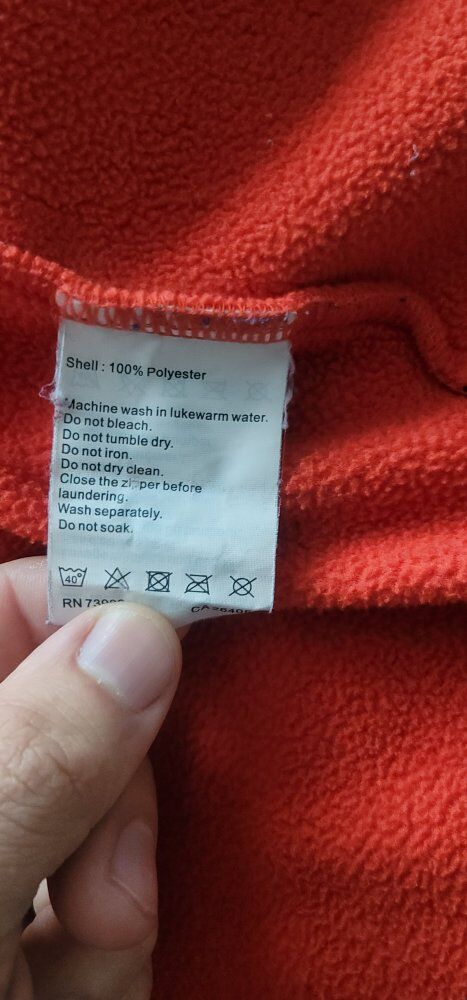 Shell : 100% Polyester
Machine wash in lukewarm water.
Do not bleach.
Do not tumble dry.
Do not iron.
Do not dry clean.
Close the zipper before
laundering.
Wash separately.
Do not soak.
40°
RN